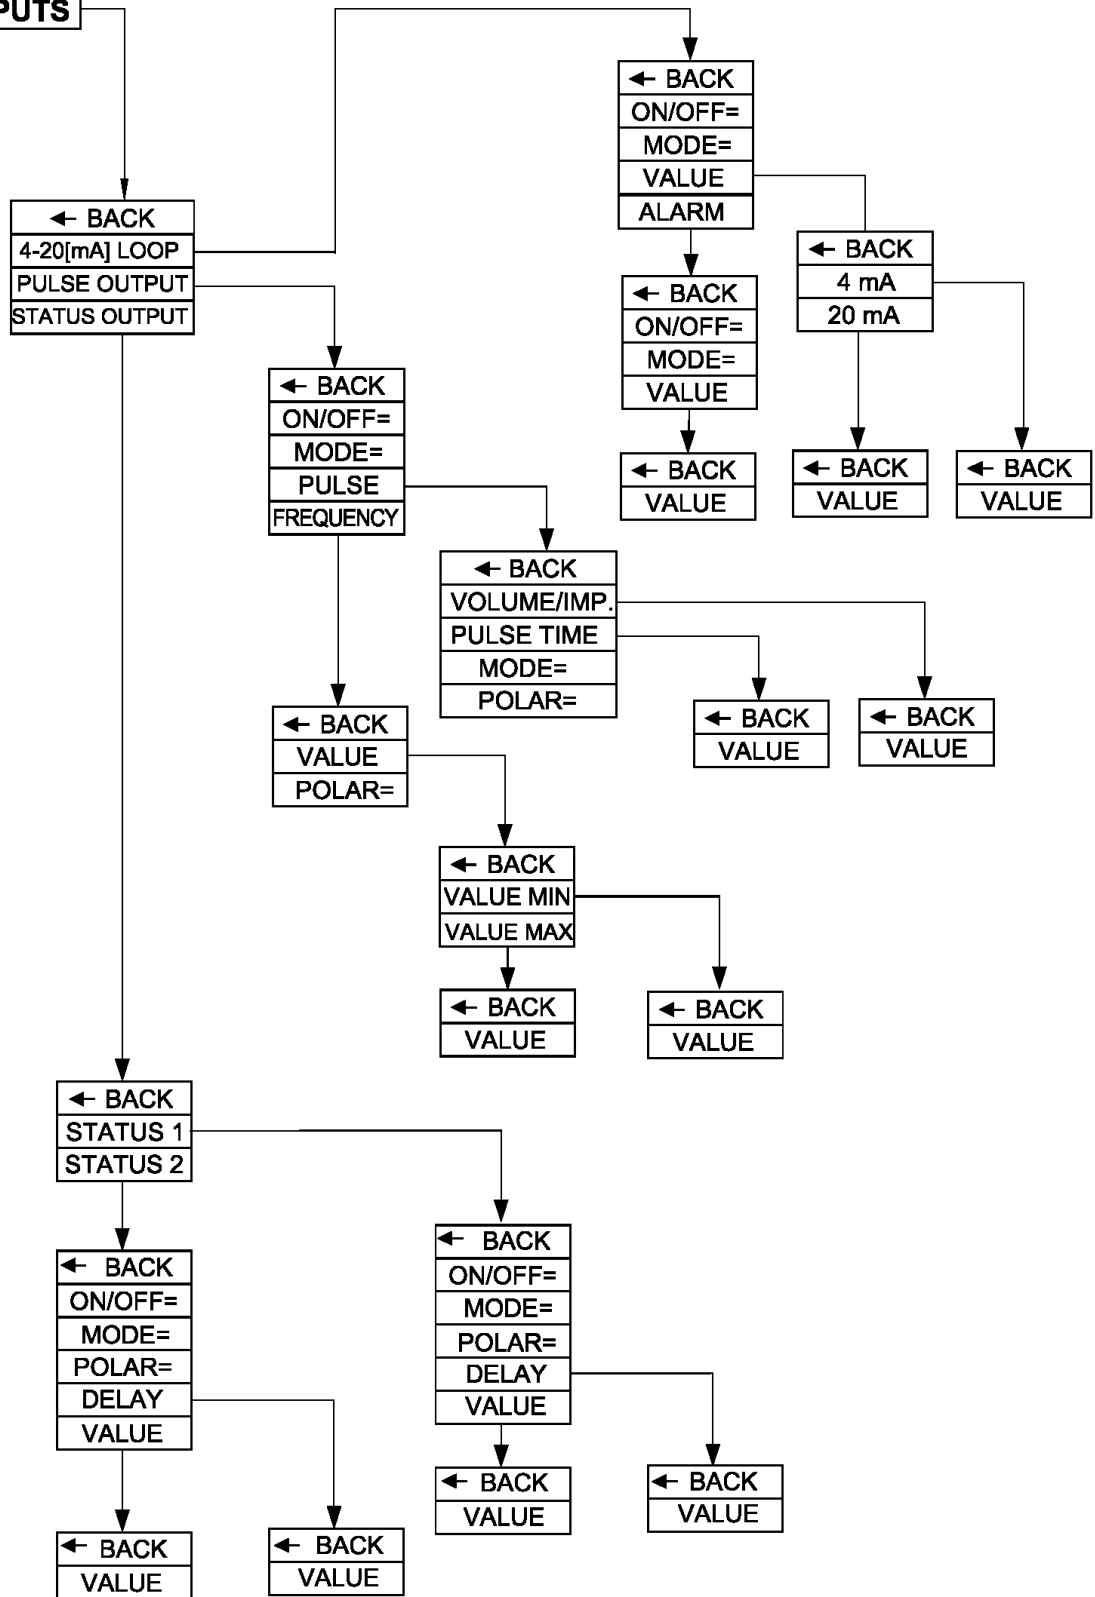 PUTS
← BACK
4-20[mA] LOOP
PULSE OUTPUT
STATUS OUTPUT
← BACK
ON/OFF=
MODE=
VALUE
ALARM
← BACK
4 mA
20 mA
← BACK
ON/OFF=
MODE=
VALUE
← BACK
VALUE
← BACK
VALUE
← BACK
VALUE
← BACK
ON/OFF=
MODE=
PULSE
FREQUENCY
← BACK
VOLUME/IMP.
PULSE TIME
MODE=
POLAR=
← BACK
VALUE
← BACK
VALUE
← BACK
VALUE
POLAR=
← BACK
VALUE MIN
VALUE MAX
← BACK
VALUE
← BACK
VALUE
← BACK
STATUS 1
STATUS 2
← BACK
ON/OFF=
MODE=
POLAR=
DELAY
VALUE
← BACK
ON/OFF=
MODE=
POLAR=
DELAY
VALUE
← BACK
VALUE
← BACK
VALUE
← BACK
VALUE
← BACK
VALUE